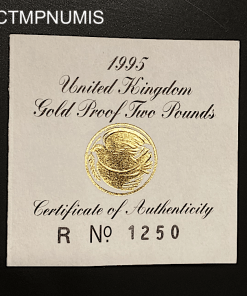 CTMPNUMIS
1995
United Kingdom
Gold Proof Two Pounds
Certificate of Authenticity
R Nº 1250